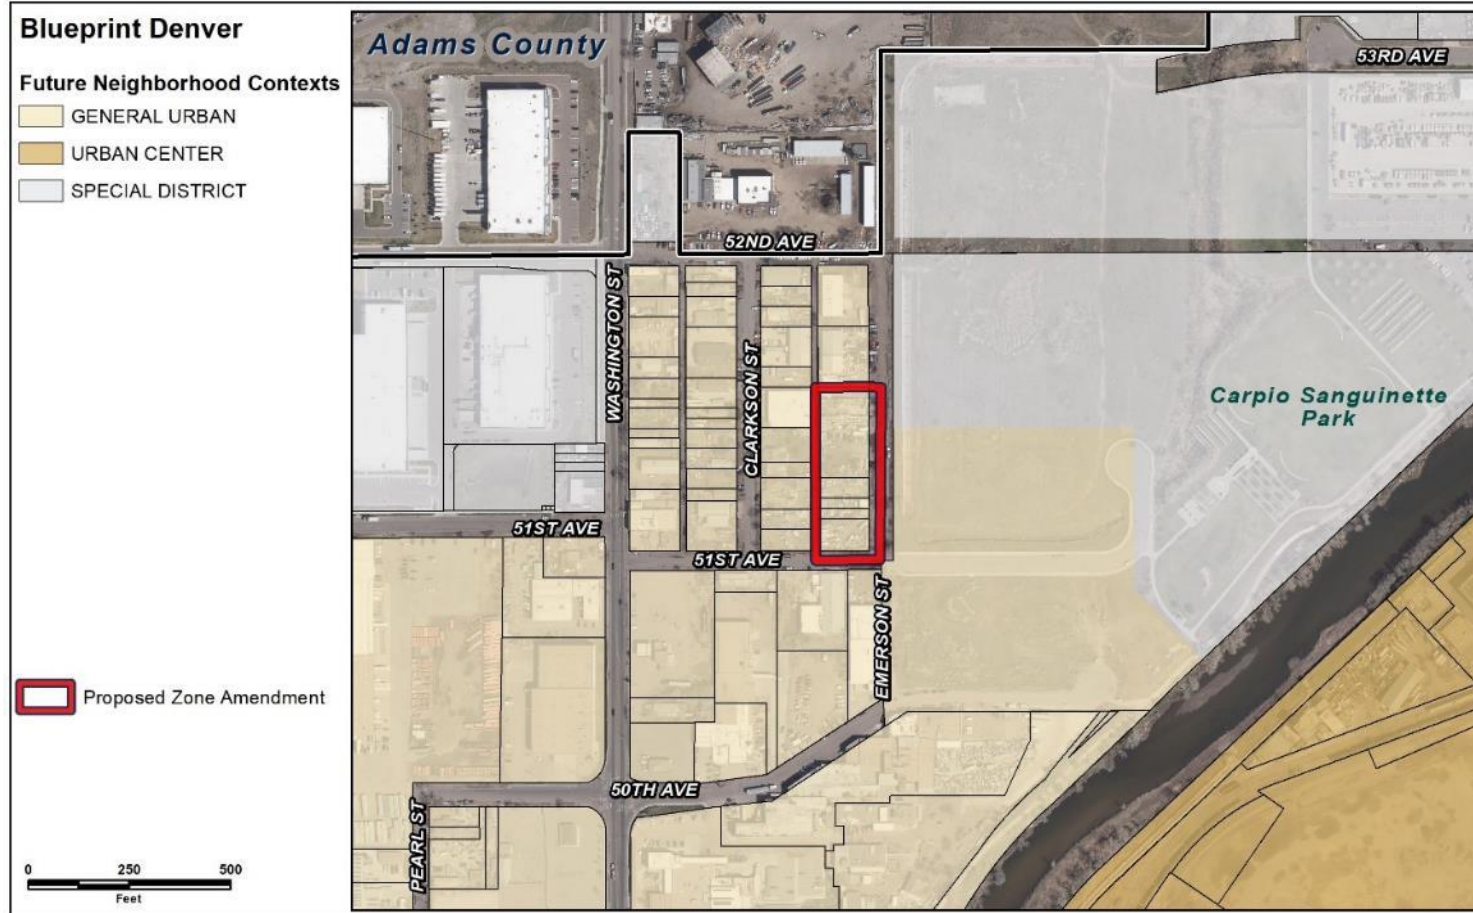 Blueprint Denver
Future Neighborhood Contexts
GENERAL URBAN
URBAN CENTER
SPECIAL DISTRICT
Proposed Zone Amendment
0 250 500
Feet
Adams County
53RD AVE
52ND AVE
WASHINGTON ST
CLARKSON ST
Carpio Sanguinette
Park
51ST AVE
51ST AVE
EMERSON ST
50TH AVE
PEARL ST